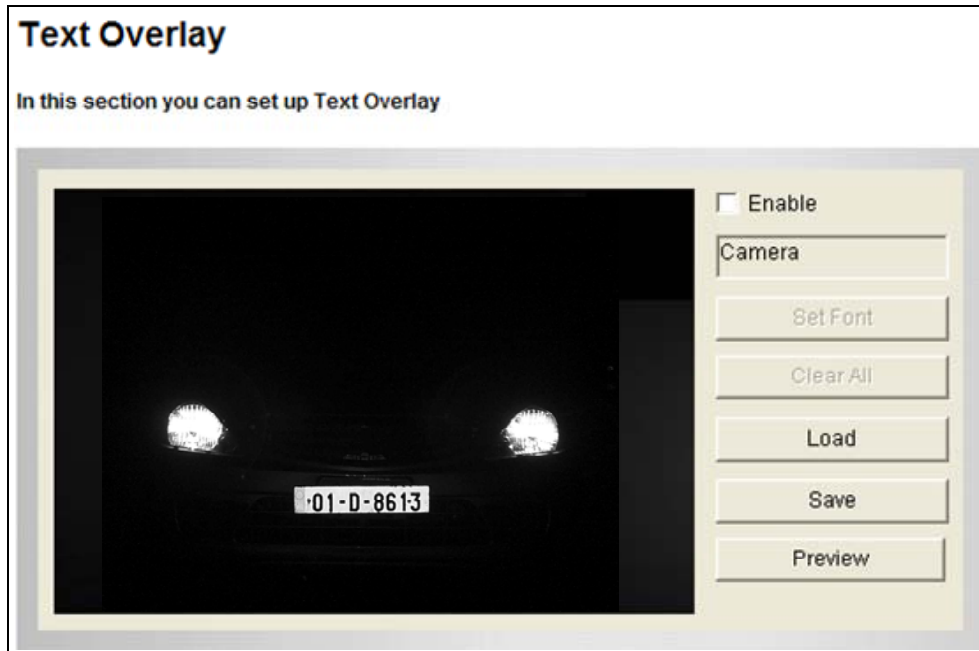 Text Overlay
In this section you can set up Text Overlay
Enable
Camera
Set Font
Clear All
Load
Save
Preview
01-D-8613